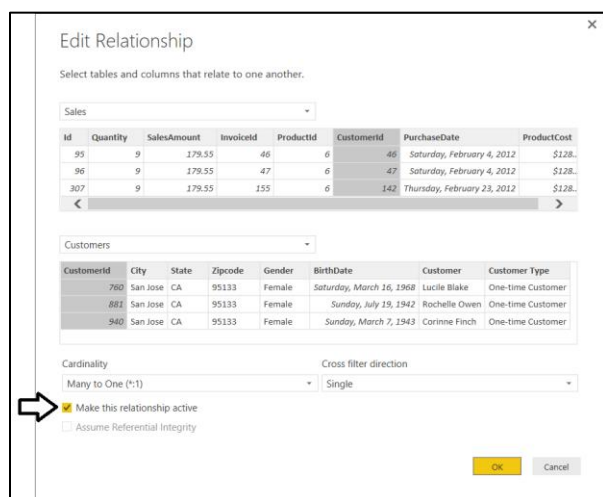 Edit Relationship
Select tables and columns that relate to one another.
Sales
Id Quantity SalesAmount InvoiceId ProductId CustomerId PurchaseDate ProductCost
95 9 179.55 46 6 46 Saturday, February 4, 2012 $128..
96 9 179.55 47 6 47 Saturday, February 4, 2012 $128..
307 9 179.55 155 6 142 Thursday, February 23, 2012 $128..
Customers
CustomerId City State Zipcode Gender BirthDate Customer Customer Type
760 San Jose CA 95133 Female Saturday, March 16, 1968 Lucile Blake One-time Customer
881 San Jose CA 95133 Female Sunday, July 19, 1942 Rochelle Owen One-time Customer
940 San Jose CA 95133 Female Sunday, March 7, 1943 Corinne Finch One-time Customer
Cardinality Cross filter direction
Many to One (*:1) Single
Make this relationship active
Assume Referential Integrity
OK Cancel